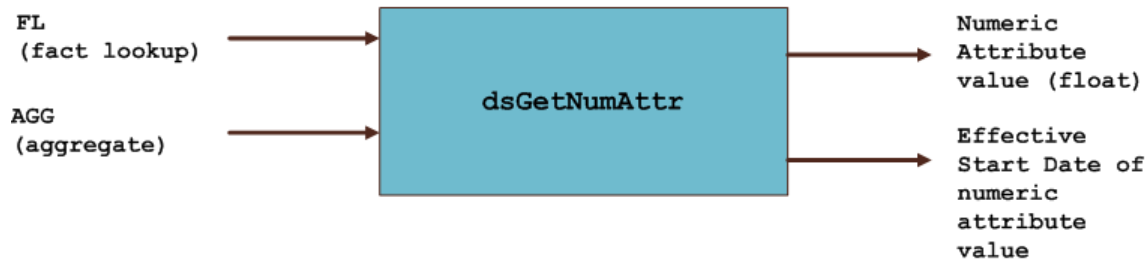 FL
(fact lookup)
AGG
(aggregate)
dsGetNumAttr
Numeric
Attribute
value (float)
Effective
Start Date of
numeric
attribute
value